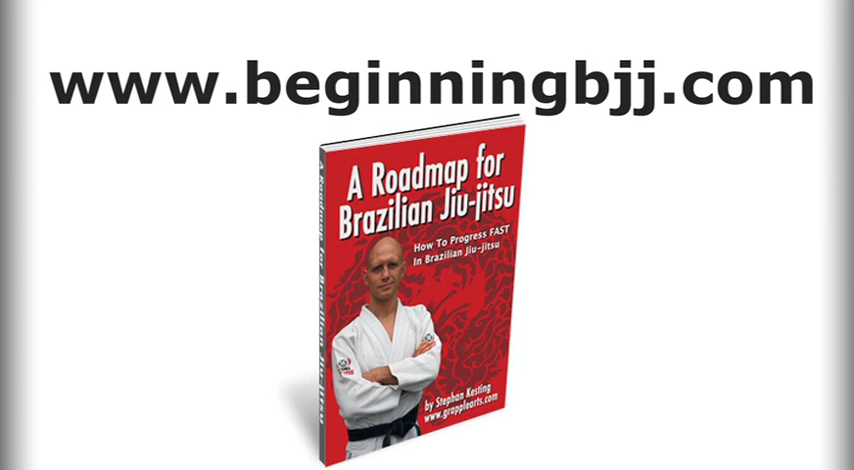 www.beginningbjj.com
A Roadmap for
Brazilian Jiu-jitsu
How To Progress FAST
In Brazilian Jiu-jitsu
by Stephan Kesting
www.grapplearts.com
A Roadmap for Brazilian Jiu-jitsu